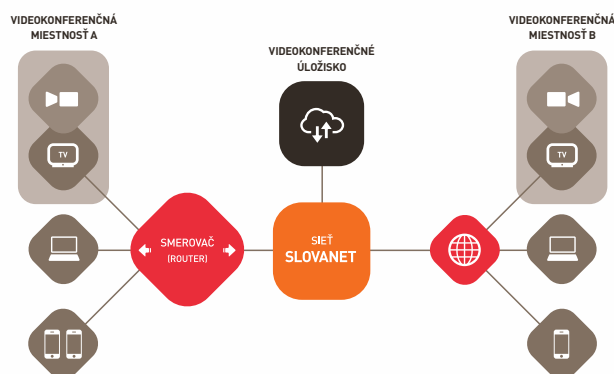 VIDEOKONFERENČNÁ
MIESTNOSŤ A
VIDEOKONFERENČNÉ
ÚLOŽISKO
VIDEOKONFERENČNÁ
MIESTNOSŤ B
TV
TV
SMEROVAČ
(ROUTER)
SIEŤ
SLOVANET